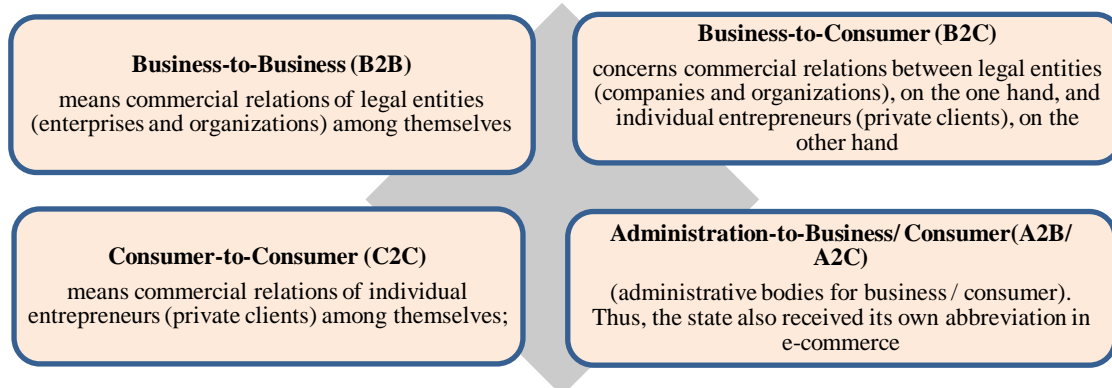 Business-to-Business (B2B)
means commercial relations of legal entities
(enterprises and organizations) among themselves
Business-to-Consumer (B2C)
concerns commercial relations between legal entities
(companies and organizations), on the one hand, and
individual entrepreneurs (private clients), on the
other hand
Consumer-to-Consumer (C2C)
means commercial relations of individual
entrepreneurs (private clients) among themselves;
Administration-to-Business/ Consumer(A2B/
A2C)
(administrative bodies for business / consumer).
Thus, the state also received its own abbreviation in
e-commerce